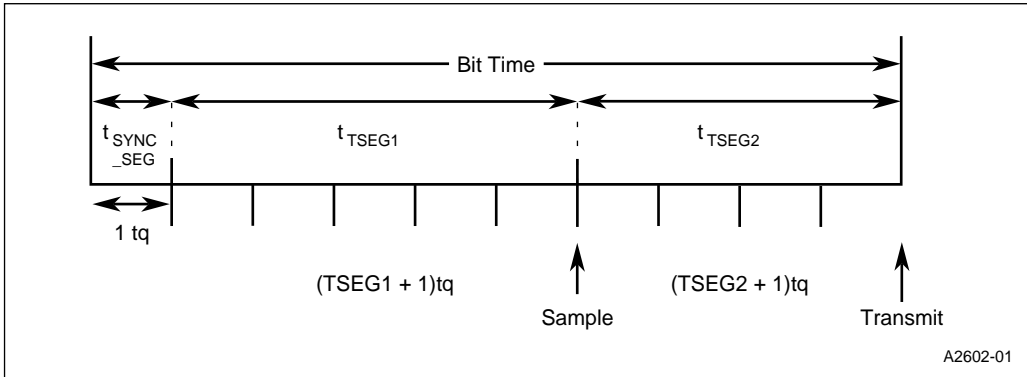 Bit Time
t SYNC _SEG
t TSEG1
t TSEG2
1 tq
(TSEG1 + 1)tq
(TSEG2 + 1)tq
Sample
Transmit
A2602-01